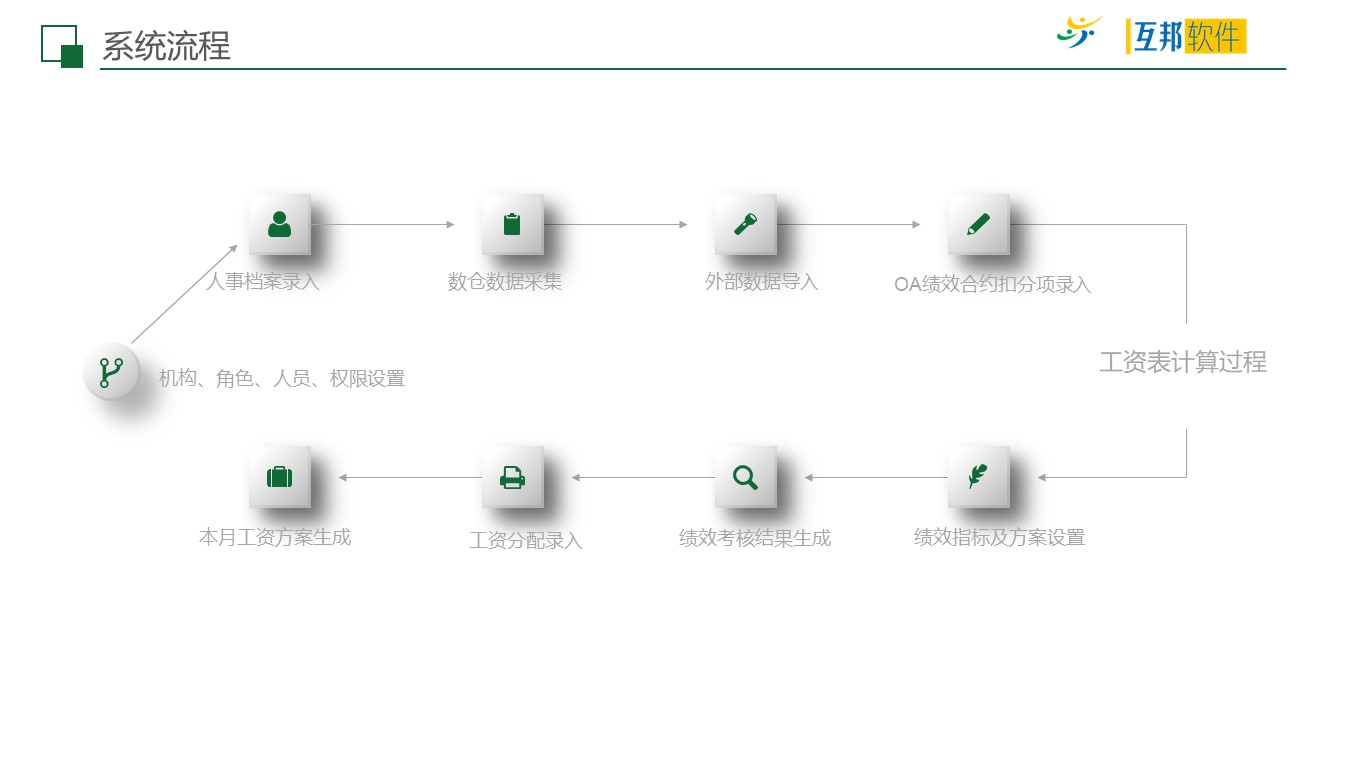 系统流程
互邦软件
人事档案录入
数仓数据采集
外部数据导入
OA绩效合约扣分项录入
工资表计算过程
机构、角色、人员、权限设置
本月工资方案生成
工资分配录入
绩效考核结果生成
绩效指标及方案设置